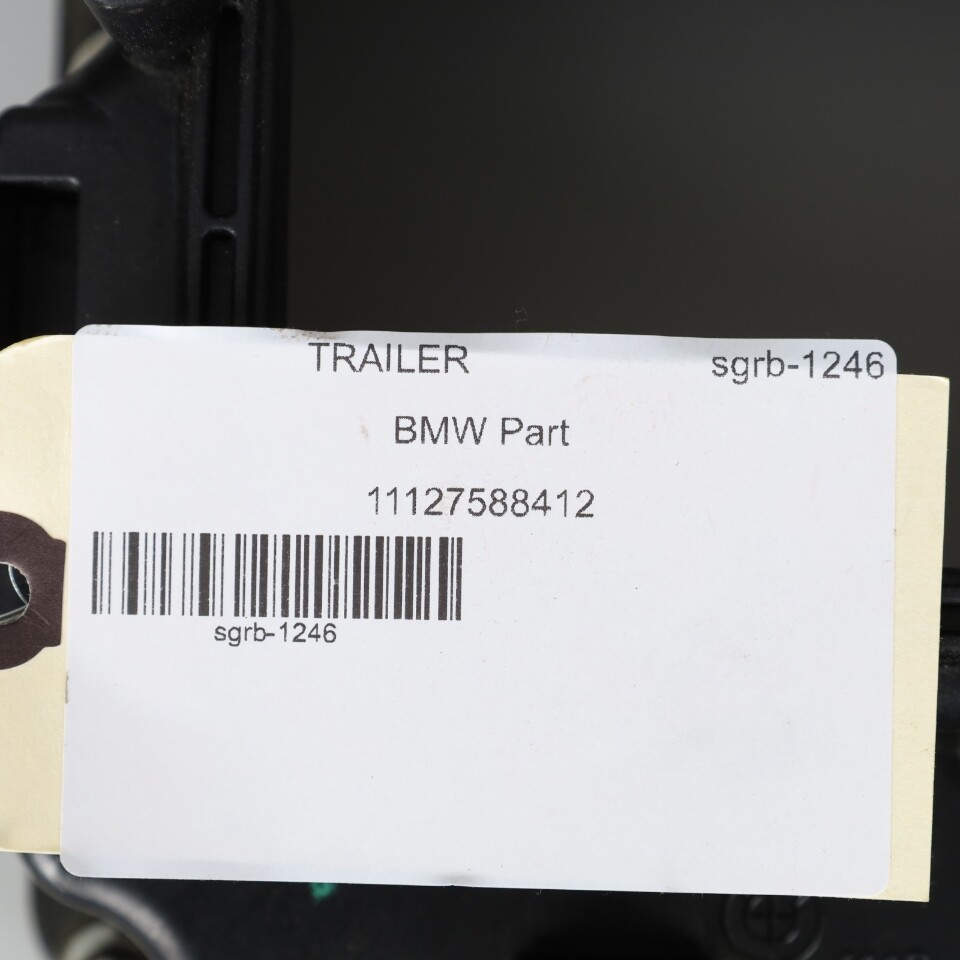 TRAILER sgrb-1246
BMW Part
11127588412
sgrb-1246